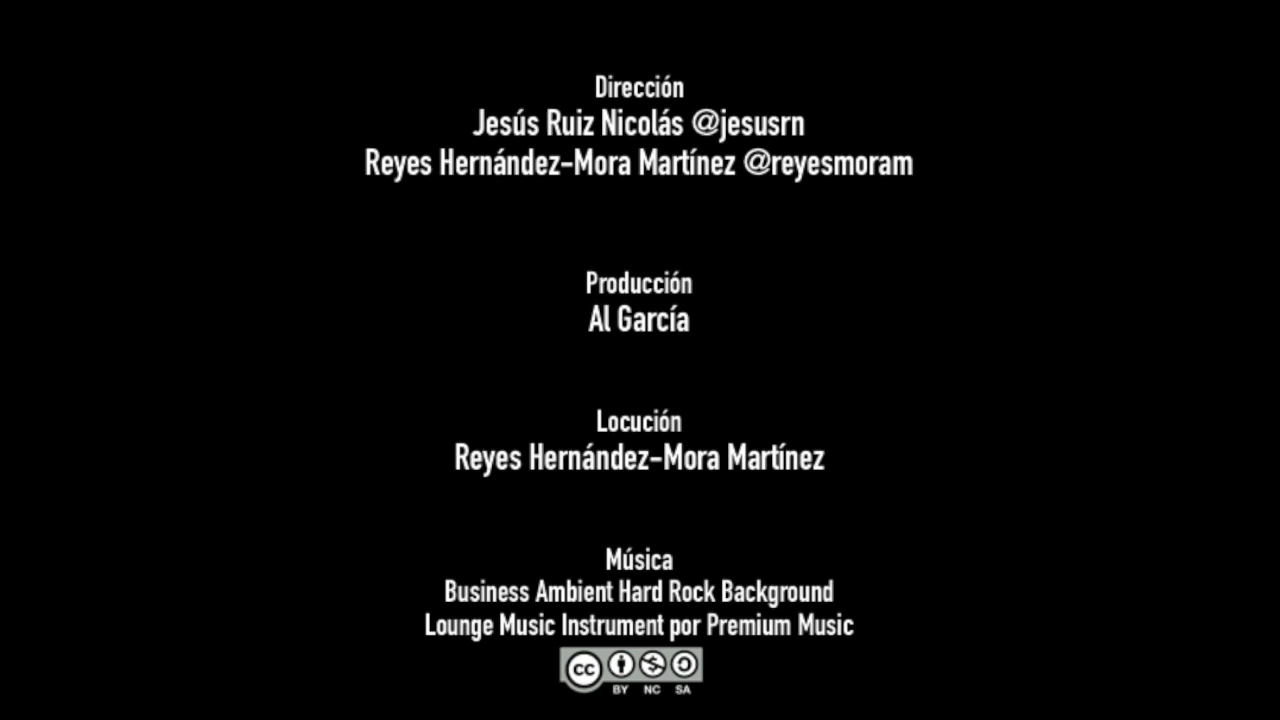 Dirección
Jesús Ruiz Nicolás @jesusrn
Reyes Hernández-Mora Martínez @reyesmoram
Producción
Al García
Locución
Reyes Hernández-Mora Martínez
Música
Business Ambient Hard Rock Background
Lounge Music Instrument por Premium Music
cc
BY NC SA